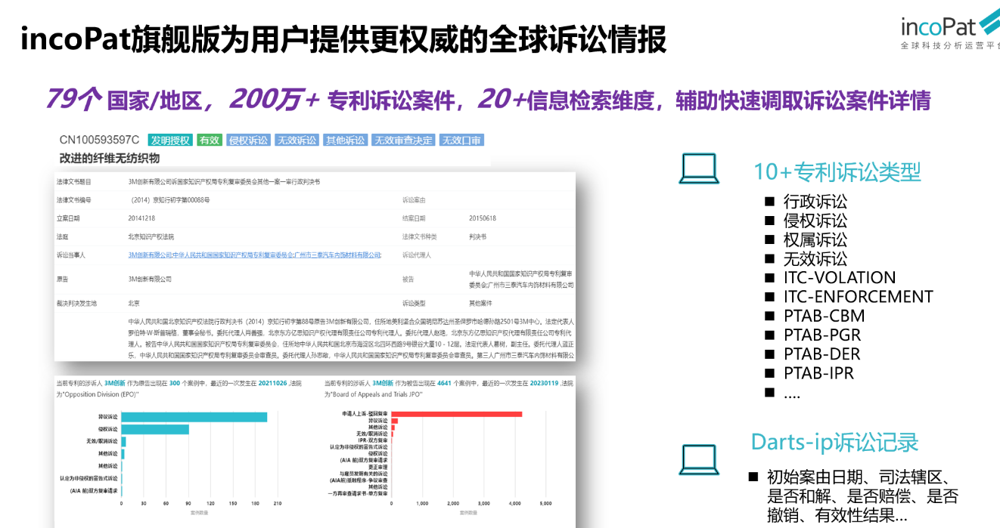 incoPat旗舰版为用户提供更权威的全球诉讼情报
incoPat
全球科技分析运营平台
79个 国家/地区，200万+ 专利诉讼案件，20+信息检索维度，辅助快速调取诉讼案件详情
CN100593597C 发明授权 有效 侵权诉讼 无效诉讼 其他诉讼 无效审查决定 无效口审
改进的纤维无纺织物
法律文书题目 3M创新有限公司诉国家知识产权局专利复审委员会其他一案一审行政判决书
法律文书编号 （2014）京知行初字第00088号 诉讼案由
立案日期 20141218 结案日期 20150618
法庭 北京知识产权法院 法律文书种类 判决书
诉讼当事人 3M创新有限公司;中华人民共和国国家知识产权局专利复审委员会;广州市三泰汽车内饰材料有限公司; 诉讼代理人
原告 3M创新有限公司 被告 中华人民共和国国家知识产权局专利复审
委员会;广州市三泰汽车内饰材料有限公司
裁决判决发生地 北京 诉讼类型 其他案件
中华人民共和国北京知识产权法院行政判决书（2014）京知行初字第88号原告3M创新有限公司，住所地美利坚合众国明尼苏达州圣保罗市哈德孙路2501号3M中心。法定代表人
罗伯特·W·斯普瑞格，董事会秘书。委托代理人肖善强，北京东方亿思知识产权代理有限责任公司专利代理人。委托代理人赵艳，北京东方亿思知识产权代理有限责任公司专利代
理人。被告中华人民共和国国家知识产权局专利复审委员会，住所地中华人民共和国北京市海淀区北四环西路9号银谷大厦10－12层。法定代表人葛树，副主任。委托代理人蓝正
乐，中华人民共和国国家知识产权局专利复审委员会审查员。委托代理人孙志敏，中华人民共和国国家知识产权局专利复审委员会审查员。第三人广州市三泰汽车内饰材料有限公
当前专利的涉诉人 3M创新 作为原告出现在 300 个案例中，最近的一次发生在 20211026 ,法院
为"Opposition Division (EPO)"
异议诉讼
侵权诉讼
无效/取消诉讼
其他诉讼
其他诉讼
认定为非侵权的宣告式诉讼
(AIA 前)双方复审请求
0 30 60 90 120 150 180 210
案例数量
当前专利的涉诉人 3M创新 作为被告出现在 4641 个案例中，最近的一次发生在 20230119 ,法院
为"Board of Appeals and Trials JPO"
申请人上诉-驳回复审
异议诉讼
其他诉讼
无效/取消诉讼
IPR-双方复审
认定为非侵权的宣告式诉讼
侵权诉讼
(AIA 前)双方复审请求
更正审理
与雇员发明有关的诉讼
(AIA前)抵触程序-争议审查
其他诉讼
一方再审查请求书-单方复审
0 1,000 2,000 3,000 4,000 5,000
案例数量
10+专利诉讼类型
■ 行政诉讼
■ 侵权诉讼
■ 权属诉讼
■ 无效诉讼
■ ITC-VOLATION
■ ITC-ENFORCEMENT
■ PTAB-CBM
■ PTAB-PGR
■ PTAB-DER
■ PTAB-IPR
■ ....
Darts-ip诉讼记录
■ 初始案由日期、司法辖区、
是否和解、是否赔偿、是否
撤销、有效性结果...